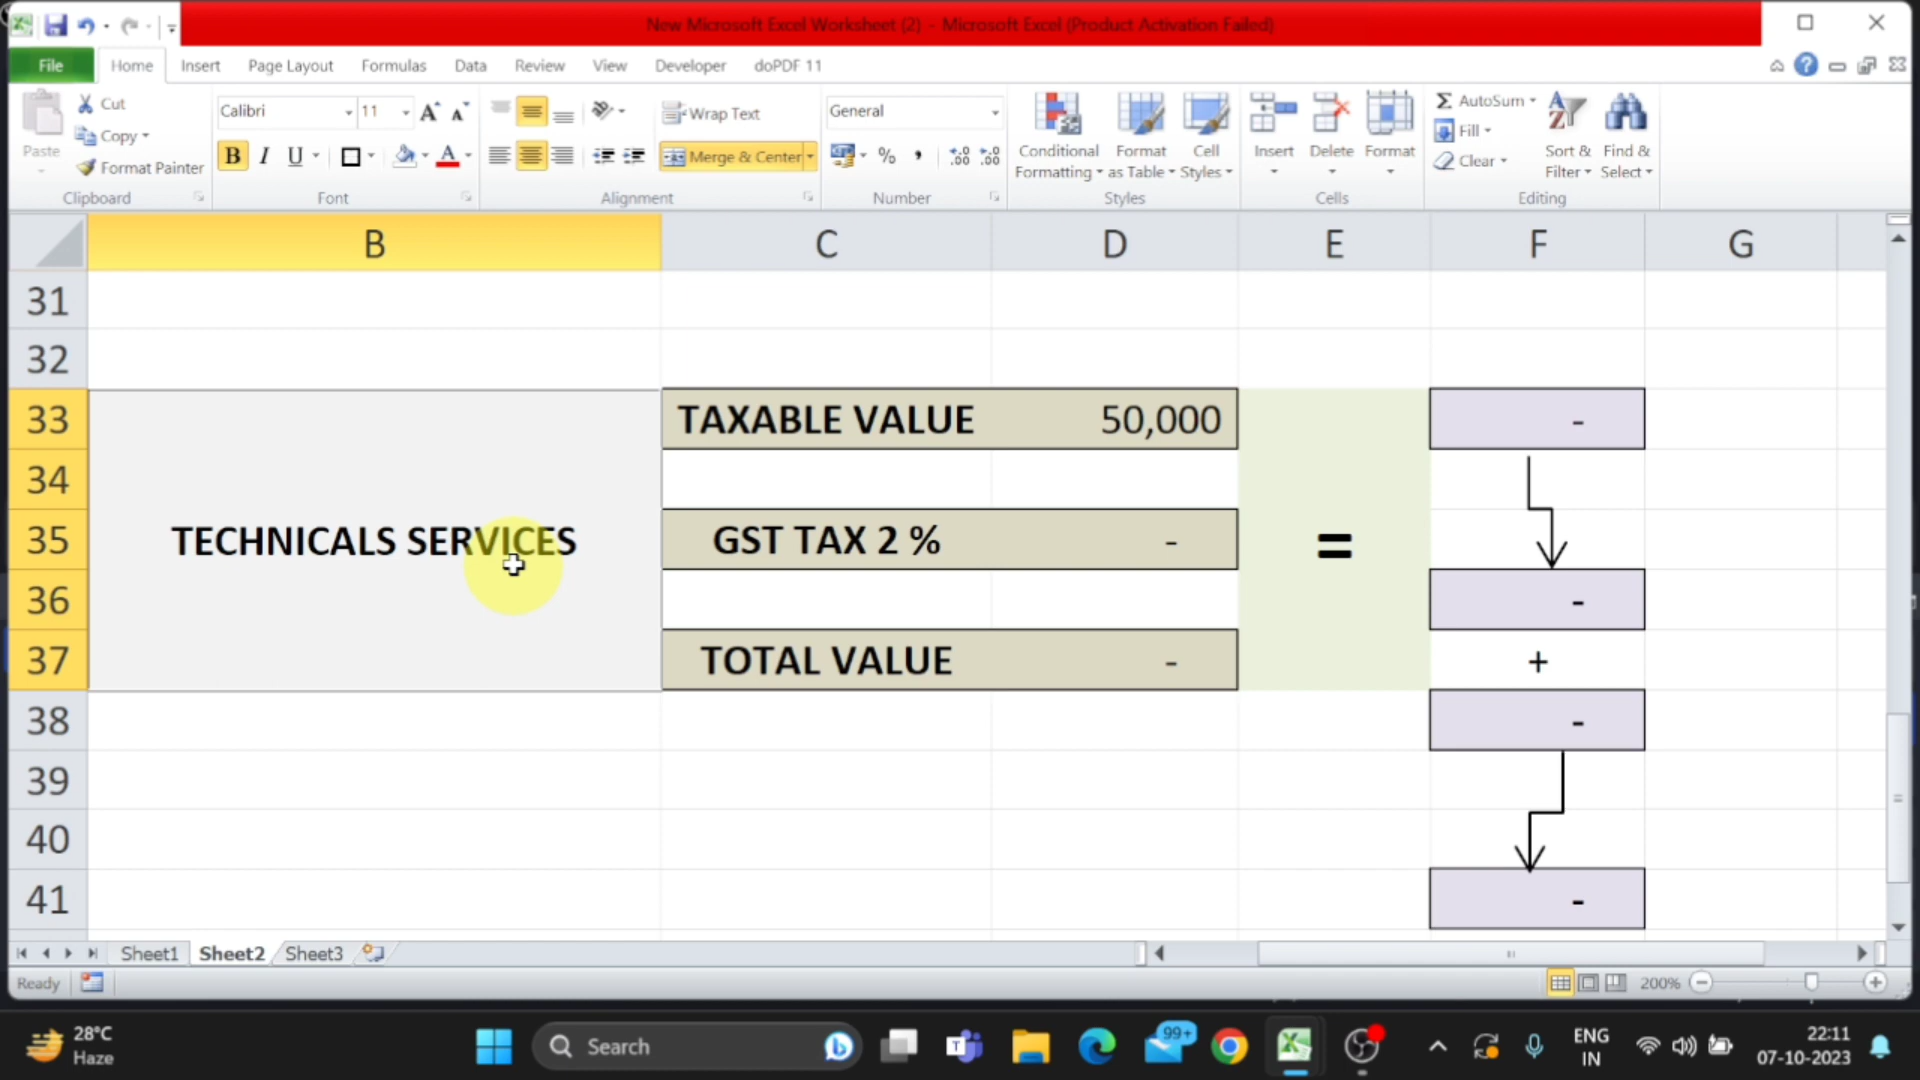 New Microsoft Excel Worksheet (2) - Microsoft Excel (Product Activation Failed)
File Home Insert Page Layout Formulas Data Review View Developer doPDF 11
Paste
Cut
Copy
Format Painter
Clipboard
Calibri 11
B I U
Font
Wrap Text
Merge & Center
Alignment
General
%
Number
Conditional Formatting
Format as Table
Cell Styles
Styles
Insert
Delete
Format
Cells
Σ AutoSum
Fill
Clear
Sort & Filter
Find & Select
Editing
B C D E F G
31
32
33 TAXABLE VALUE 50,000 -
34
35 TECHNICALS SERVICES GST TAX 2 % - =
36 -
37 TOTAL VALUE - +
38 -
39
40
41 -
Sheet1 Sheet2 Sheet3
Ready 200%
28°C
Haze
Search
99+
ENG
IN
22:11
07-10-2023